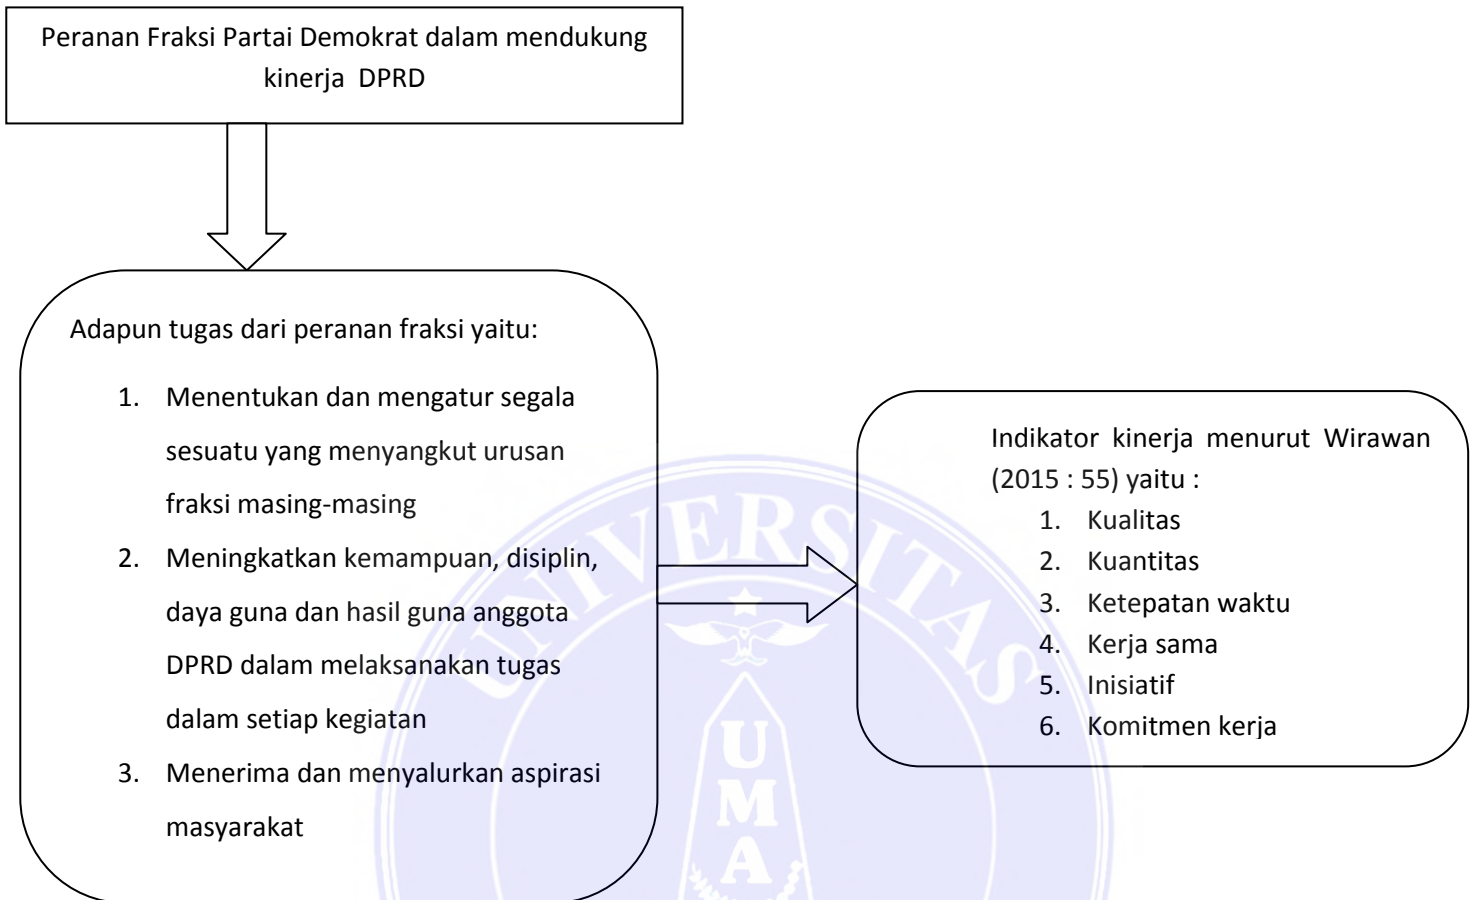 Peranan Fraksi Partai Demokrat dalam mendukung
kinerja DPRD
Adapun tugas dari peranan fraksi yaitu:
1. Menentukan dan mengatur segala
sesuatu yang menyangkut urusan
fraksi masing-masing
2. Meningkatkan kemampuan, disiplin,
daya guna dan hasil guna anggota
DPRD dalam melaksanakan tugas
dalam setiap kegiatan
3. Menerima dan menyalurkan aspirasi
masyarakat
Indikator kinerja menurut Wirawan
(2015 : 55) yaitu :
1. Kualitas
2. Kuantitas
3. Ketepatan waktu
4. Kerja sama
5. Inisiatif
6. Komitmen kerja
UNIVERSITAS
UMA